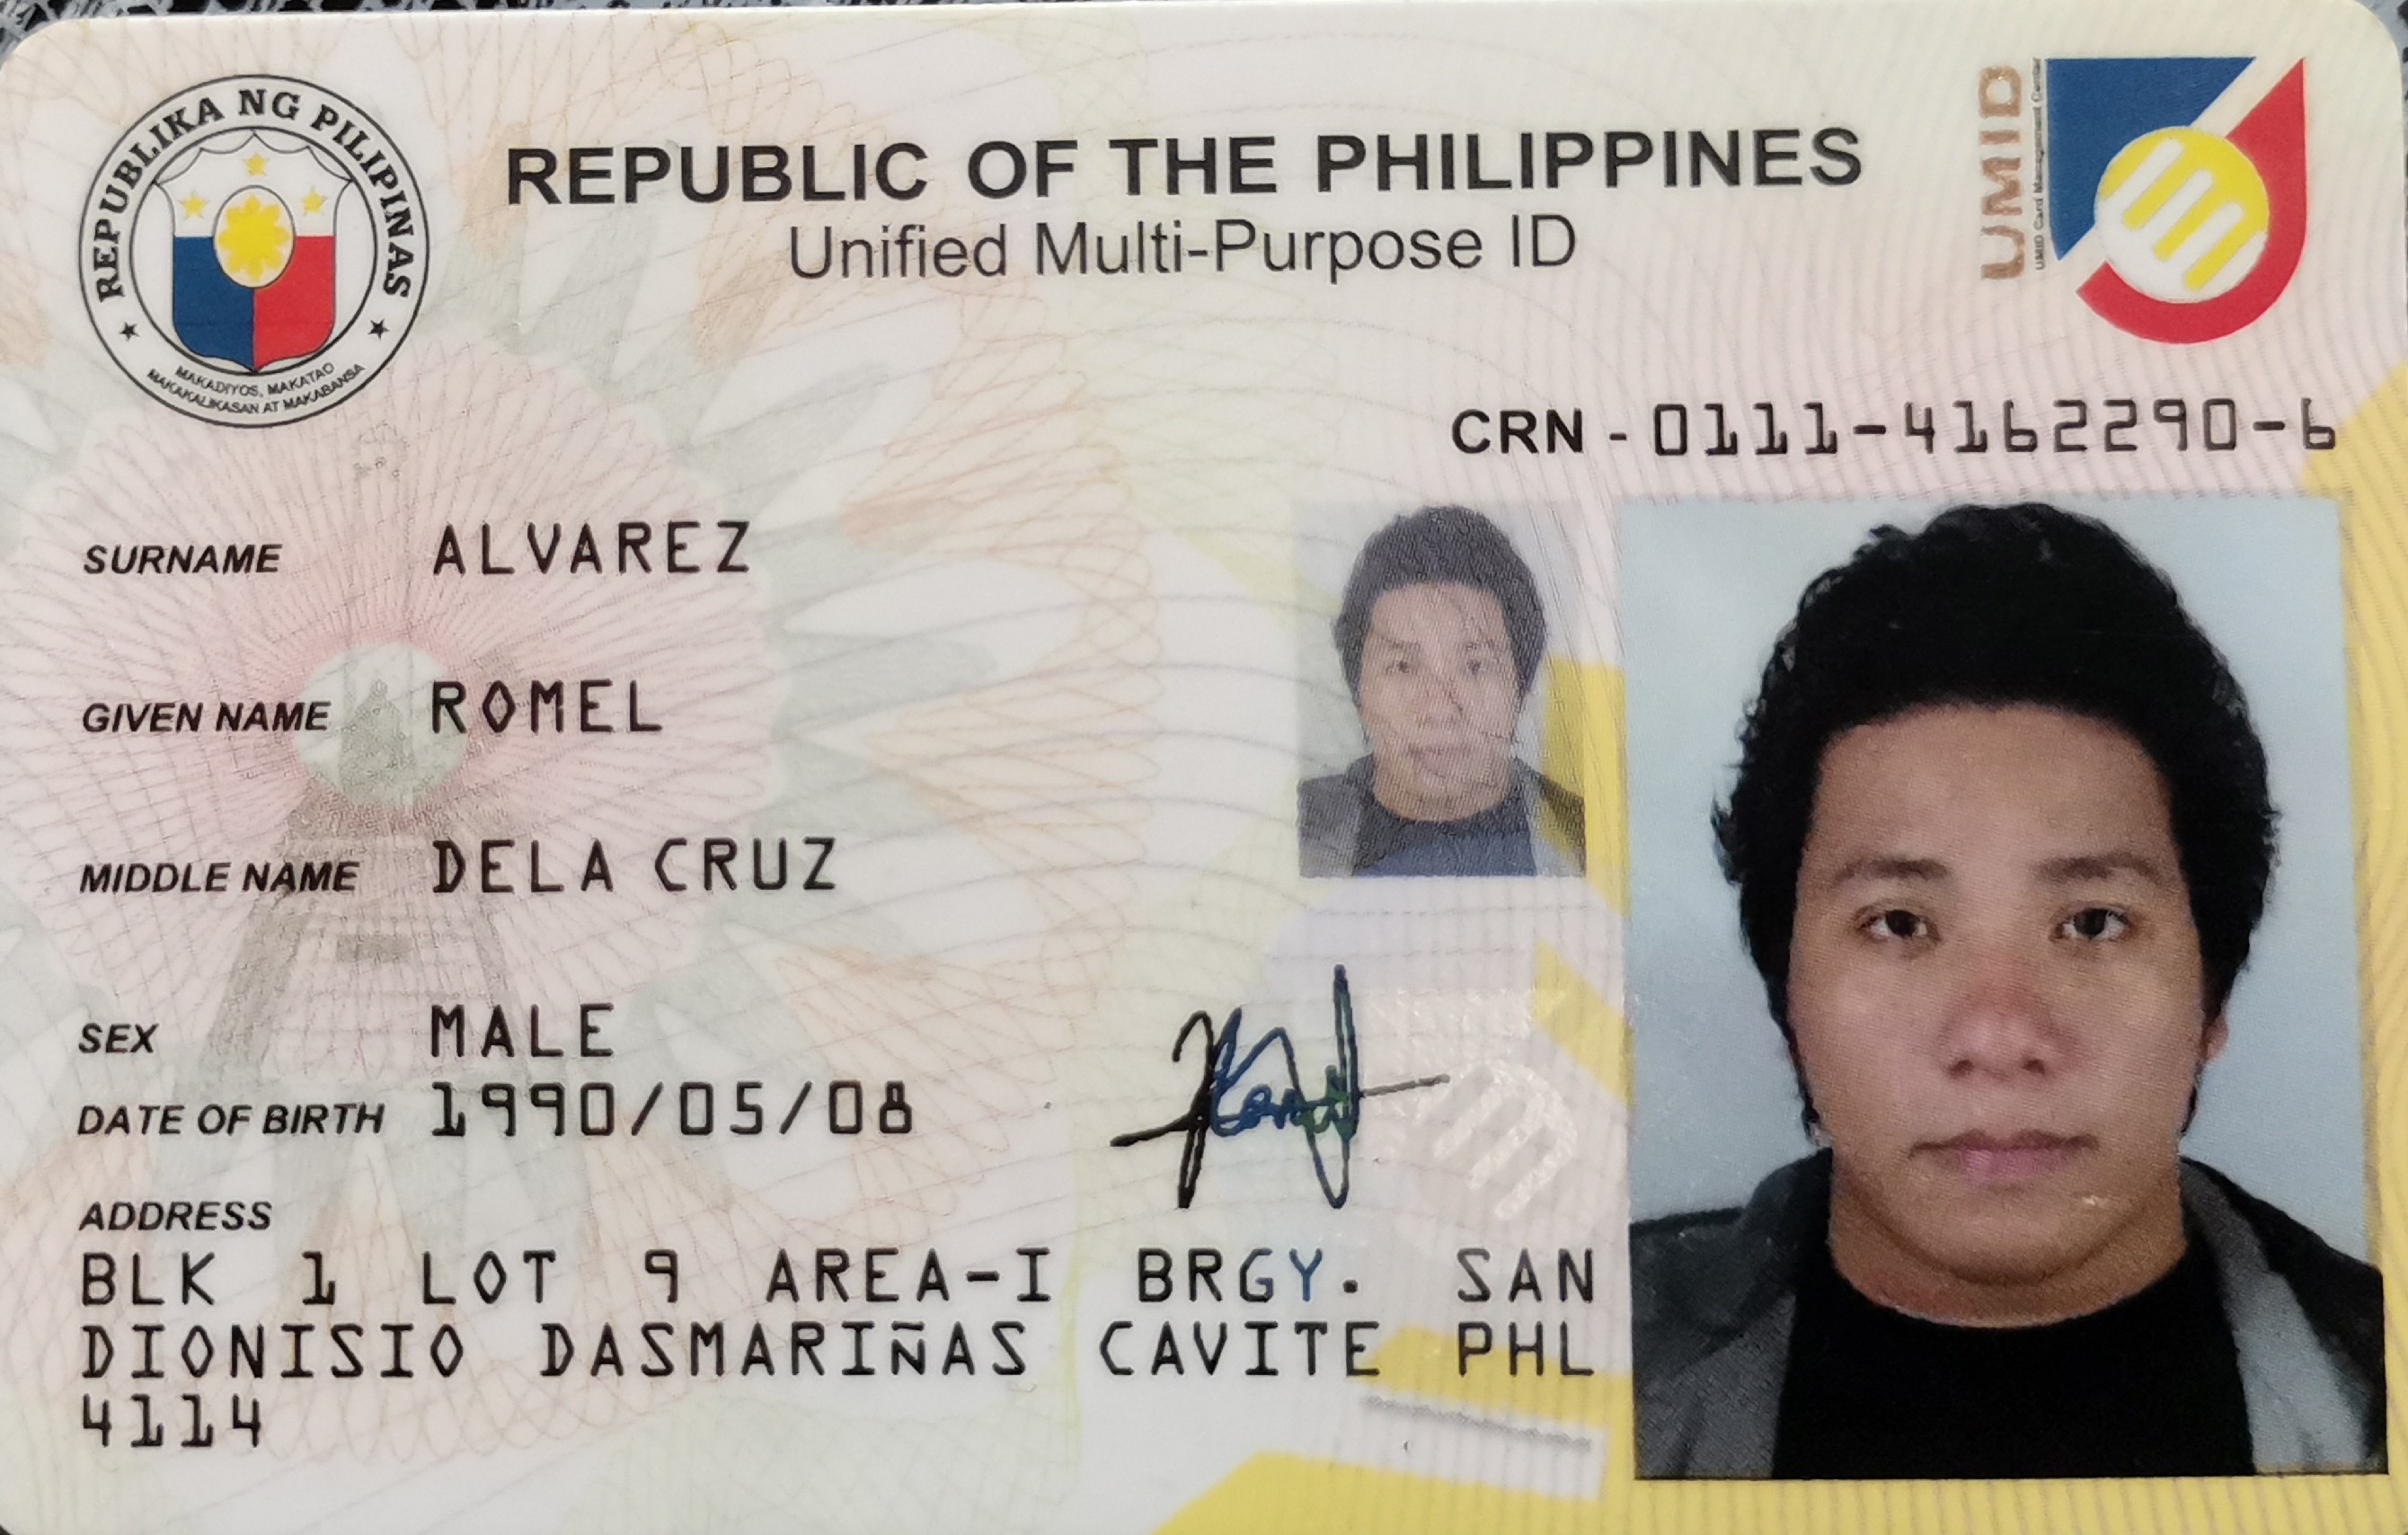 REPUBLIKA NG PILIPINAS
MAKADIYOS, MAKATAO
MAKAKALIKASAN AT MAKABANSA
REPUBLIC OF THE PHILIPPINES
Unified Multi-Purpose ID
UMID
UMID Card Management Center
CRN - 0111-4162290-6
SURNAME ALVAREZ
GIVEN NAME ROMEL
MIDDLE NAME DELA CRUZ
SEX MALE
DATE OF BIRTH 1990/05/08
ADDRESS
BLK 1 LOT 9 AREA-I BRGY. SAN
DIONISIO DASMARIÑAS CAVITE PHL
4114